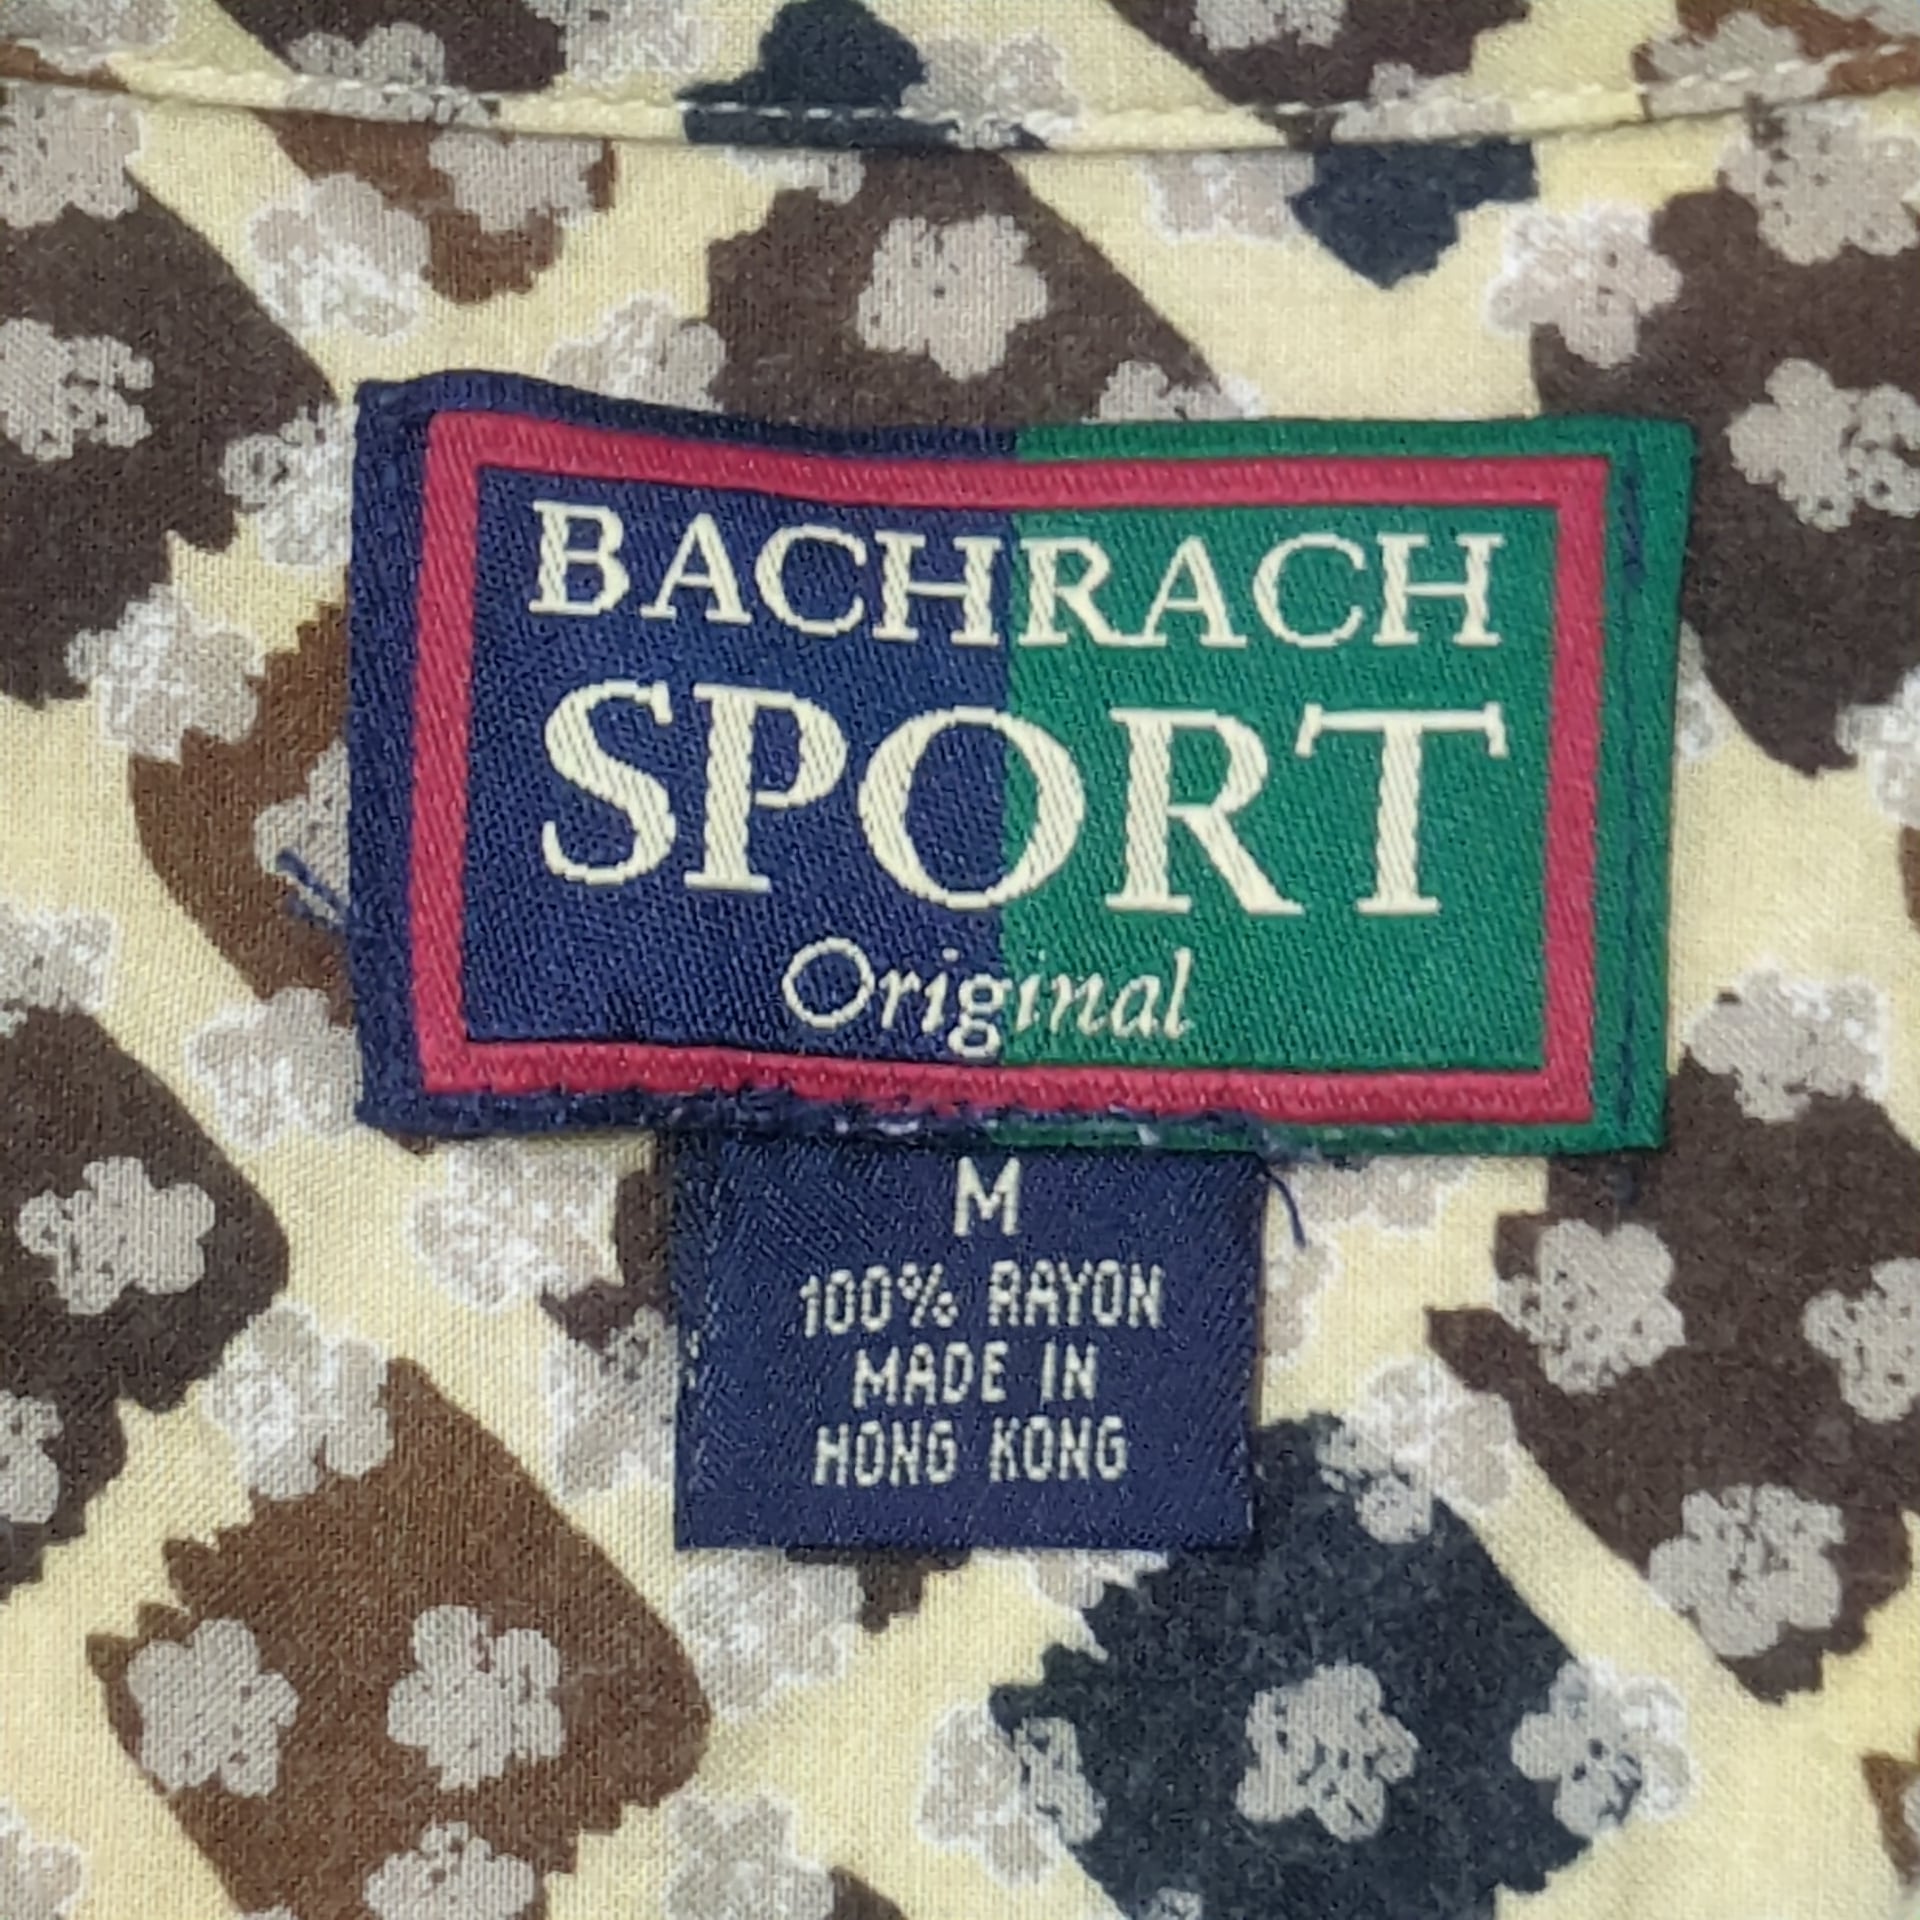 BACHRACH
SPORT
Original
M
100% RAYON
MADE IN
HONG KONG